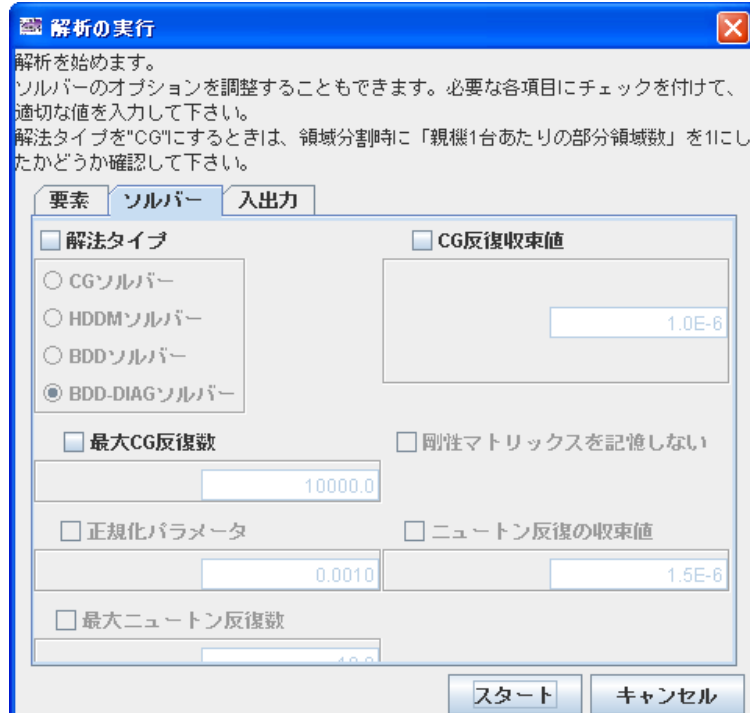 解析の実行
解析を始めます。
ソルバーのオプションを調整することもできます。必要な各項目にチェックを付けて、
適切な値を入力して下さい。
解法タイプを"CG"にするときは、領域分割時に「親機1台あたりの部分領域数」を1にし
たかどうか確認して下さい。
要素 ソルバー 入出力
解法タイプ CG反復収束値
CGソルバー
HDDMソルバー
1.0E-6
BDDソルバー
BDD-DIAGソルバー
最大CG反復数 剛性マトリックスを記憶しない
10000.0
正規化パラメータ ニュートン反復の収束値
0.0010 1.5E-6
最大ニュートン反復数
スタート キャンセル